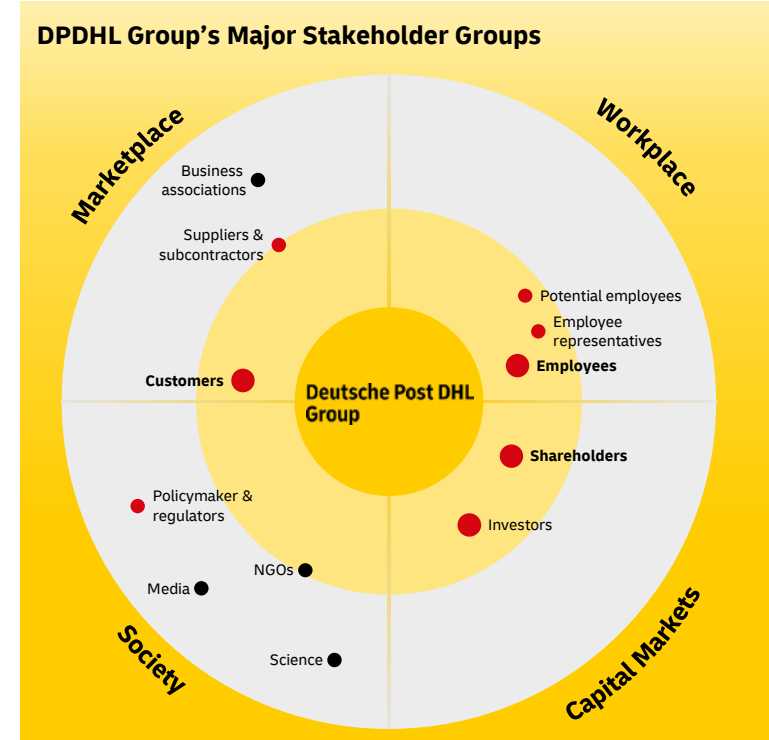 DPDHL Group's Major Stakeholder Groups
Marketplace
Workplace
Business
associations
Suppliers &
subcontractors
Customers
Potential employees
Employee
representatives
Employees
Deutsche Post DHL
Group
Shareholders
Investors
Policymaker &
regulators
NGOs
Media
Science
Society
Capital Markets